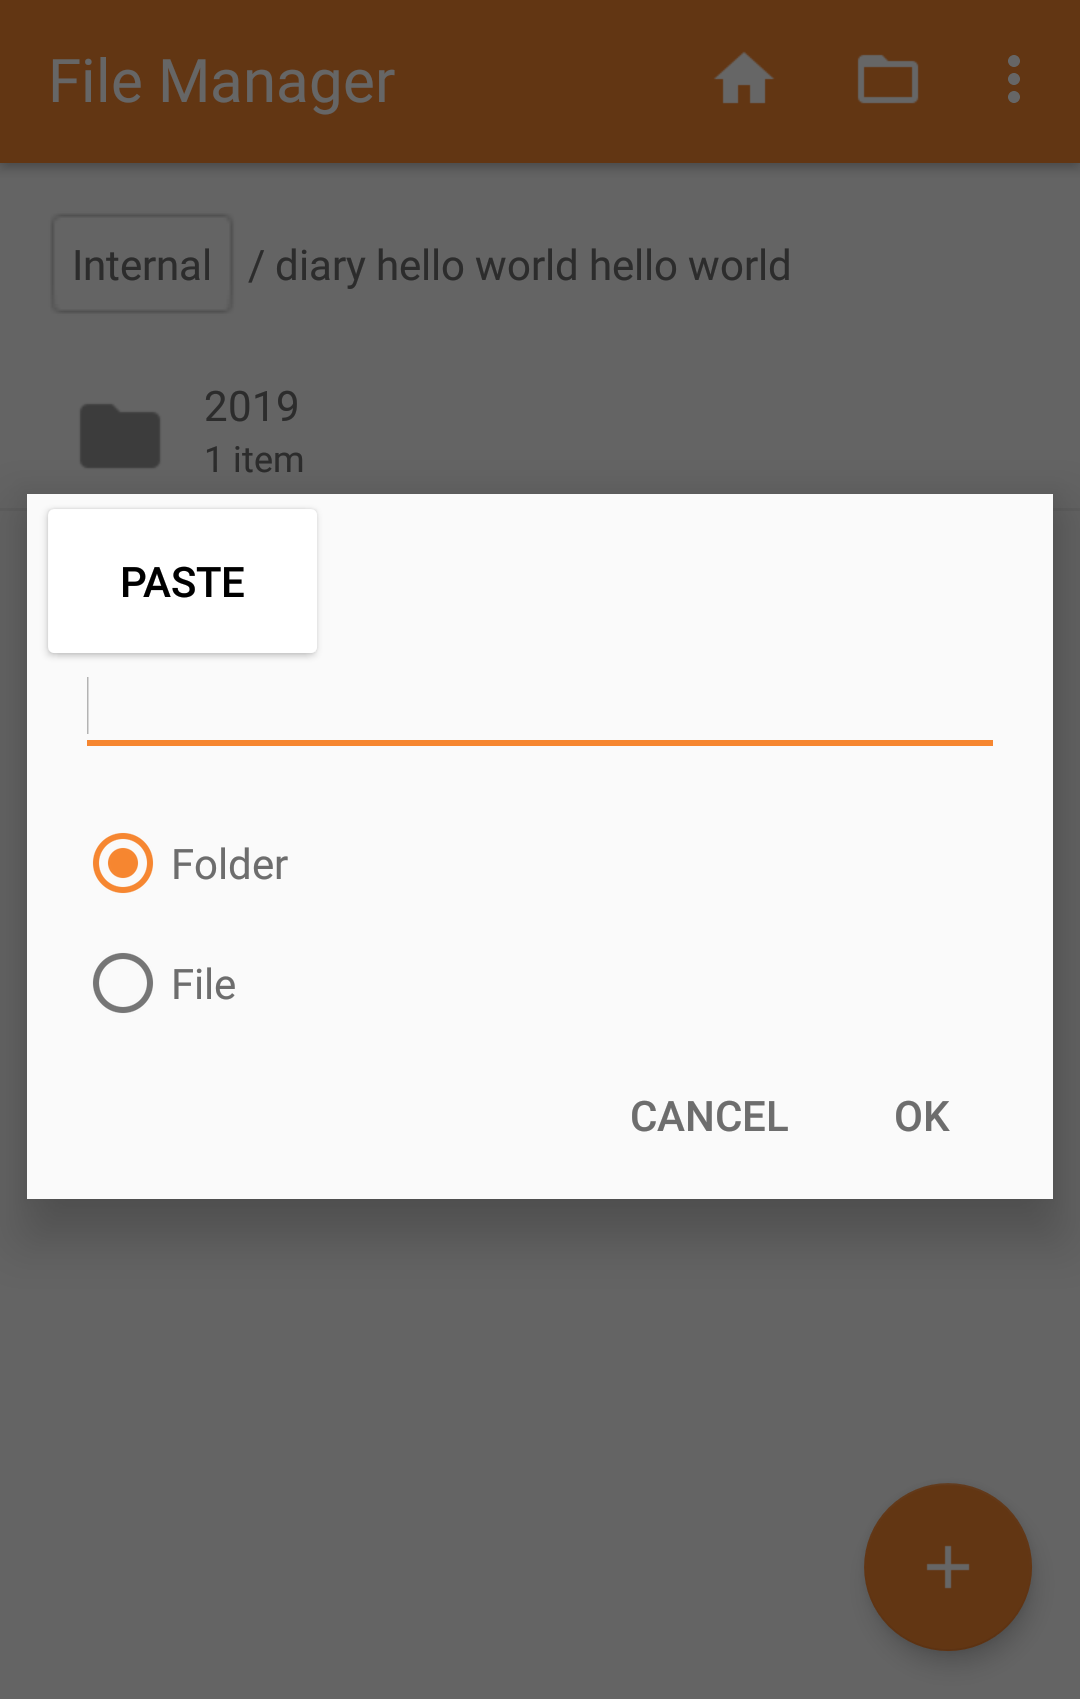 File Manager
Internal / diary hello world hello world
2019
1 item
PASTE
Folder
File
CANCEL OK